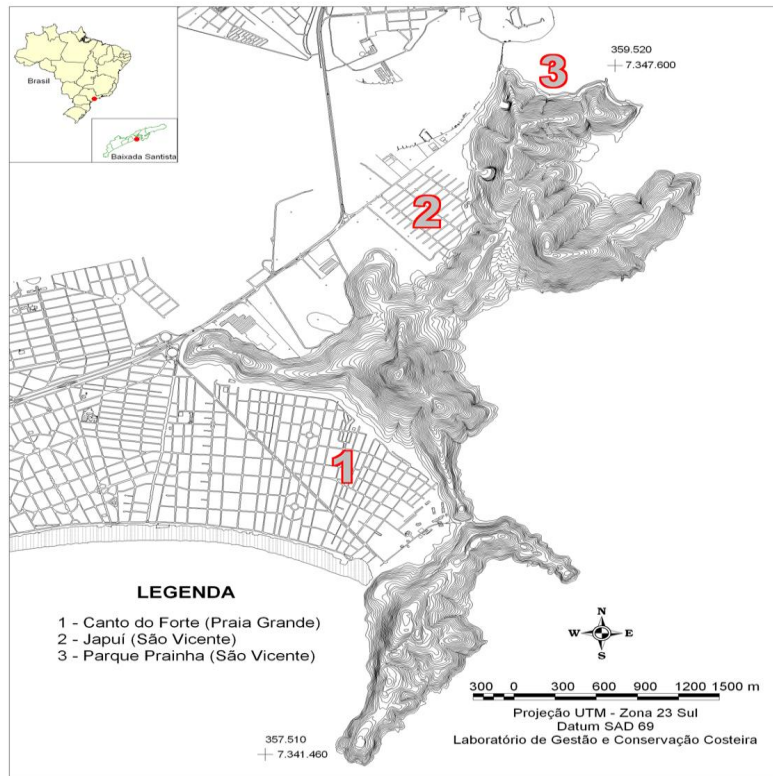 Brasil
Baixada Santista
3
359.520
7.347.600
2
1
LEGENDA
1 - Canto do Forte (Praia Grande)
2 - Japuí (São Vicente)
3 - Parque Prainha (São Vicente)
N
W E
S
300 0 300 600 900 1200 1500 m
Projeção UTM - Zona 23 Sul
Datum SAD 69
Laboratório de Gestão e Conservação Costeira
357.510
7.341.460